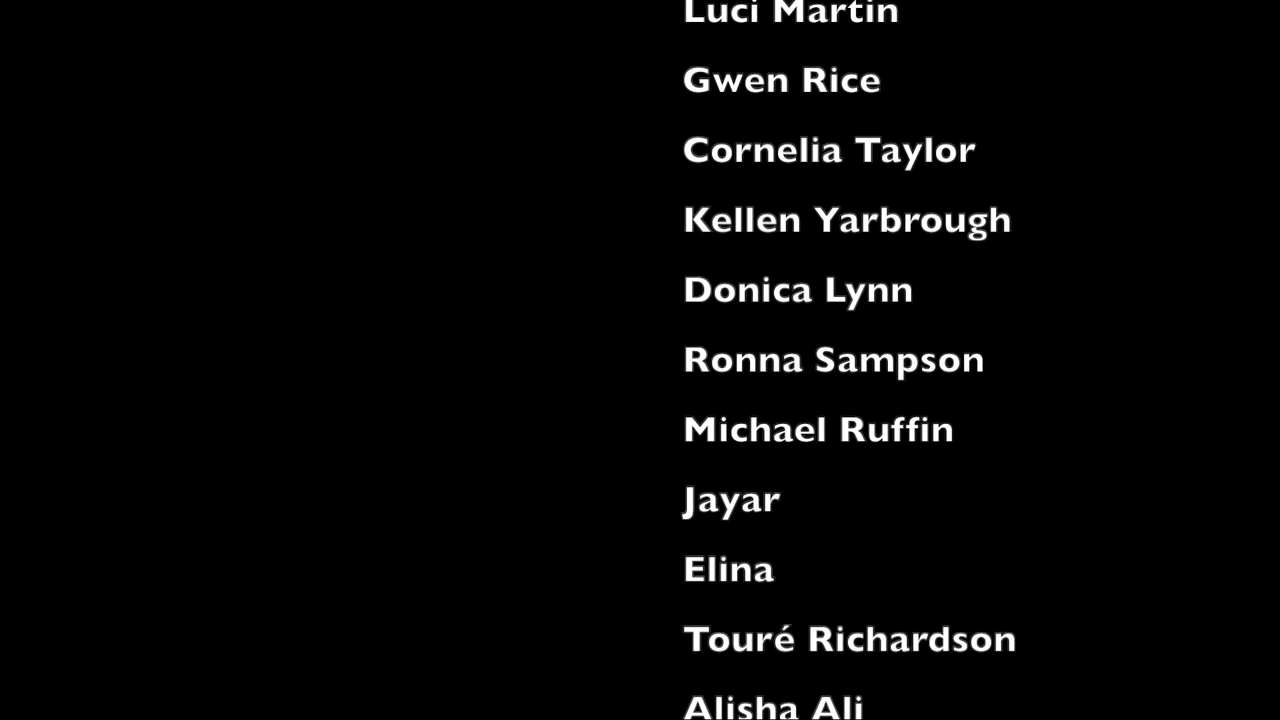 Luci Martin
Gwen Rice
Cornelia Taylor
Kellen Yarbrough
Donica Lynn
Ronna Sampson
Michael Ruffin
Jayar
Elina
Touré Richardson
Alisha Ali